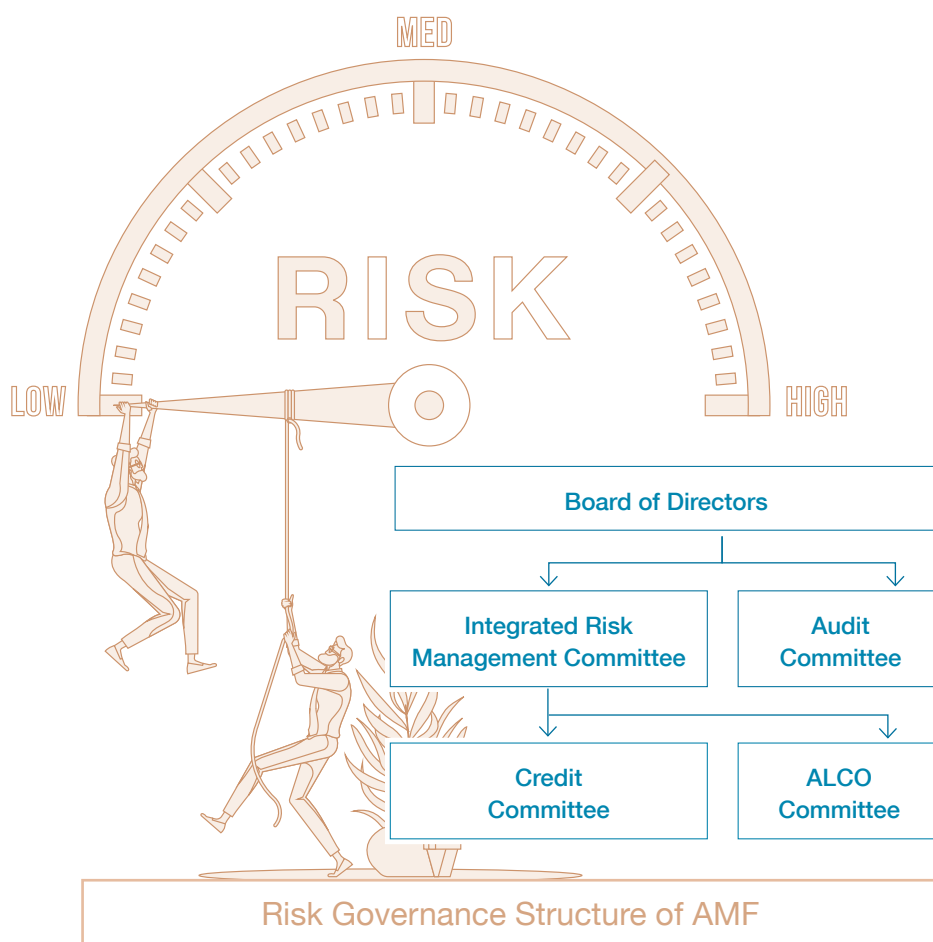 MED
RISK
LOW
HIGH
Board of Directors
Integrated Risk
Management Committee
Audit
Committee
Credit
Committee
ALCO
Committee
Risk Governance Structure of AMF